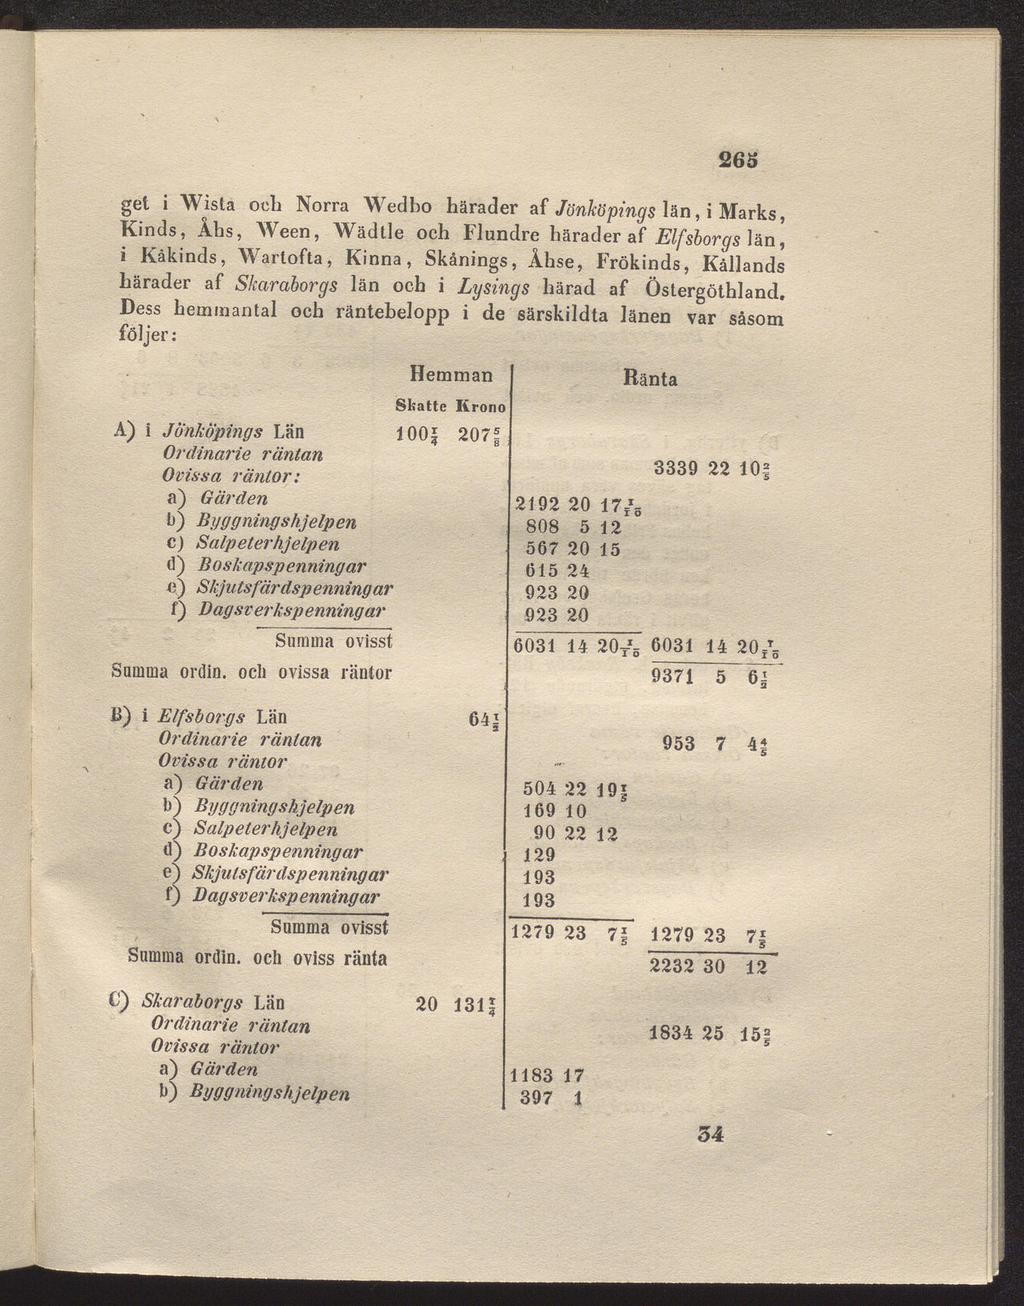 265
get i Wista och Norra Wedbo härader af Jönköpings län, i Marks,
Kinds, Åhs, Ween, Wädtle och Flundre härader af Elfsborgs län,
i Kåkinds, Wartofta, Kinna, Skånings, Åhse, Frökinds, Kållands
härader af Skaraborgs län och i Lysings härad af Östergöthland.
Dess hemmantal och räntebelopp i de särskildta länen var såsom
följer:
Hemman Ränta
Skatte Krono
A) i Jönköpings Län 100¼ 207⅝
Ordinarie räntan 3339 22 10⅖
Ovissa räntor:
a) Gärden 2192 20 17⅒
b) Byggningshjelpen 808 5 12
c) Salpeterhjelpen 567 20 15
d) Boskapspenningar 615 24
e) Skjutsfärdspenningar 923 20
f) Dagsverkspenningar 923 20
Summa ovisst 6031 14 20⅒ 6031 14 20⅒
Summa ordin. och ovissa räntor 9371 5 6½
B) i Elfsborgs Län 64½
Ordinarie räntan 953 7 4⅘
Ovissa räntor
a) Gärden 504 22 19⅕
b) Byggningshjelpen 169 10
c) Salpeterhjelpen 90 22 12
d) Boskapspenningar 129
e) Skjutsfärdspenningar 193
f) Dagsverkspenningar 193
Summa ovisst 1279 23 7⅕ 1279 23 7⅕
Summa ordin. och oviss ränta 2232 30 12
C) Skaraborgs Län 20 131¼
Ordinarie räntan 1834 25 15⅖
Ovissa räntor
a) Gärden 1183 17
b) Byggningshjelpen 397 1
34